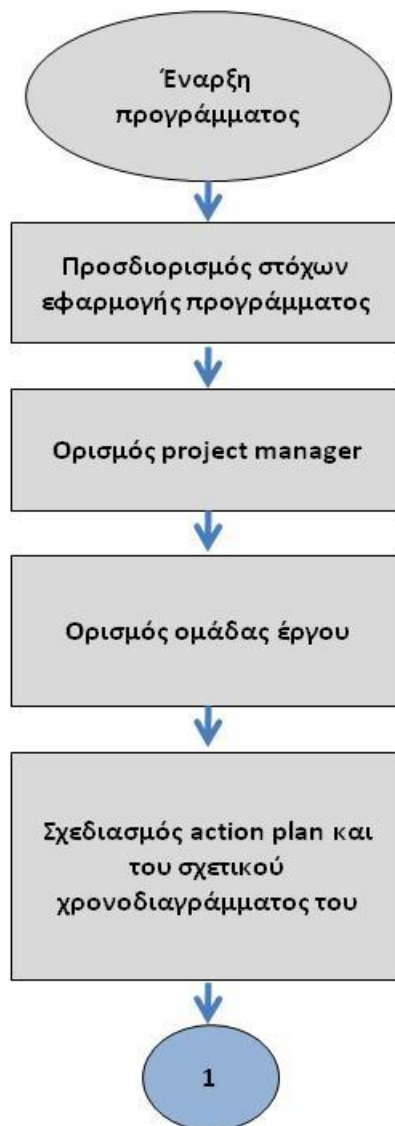 Έναρξη
προγράμματος
Προσδιορισμός στόχων
εφαρμογής προγράμματος
Ορισμός project manager
Ορισμός ομάδας έργου
Σχεδιασμός action plan και
του σχετικού
χρονοδιαγράμματος του
1